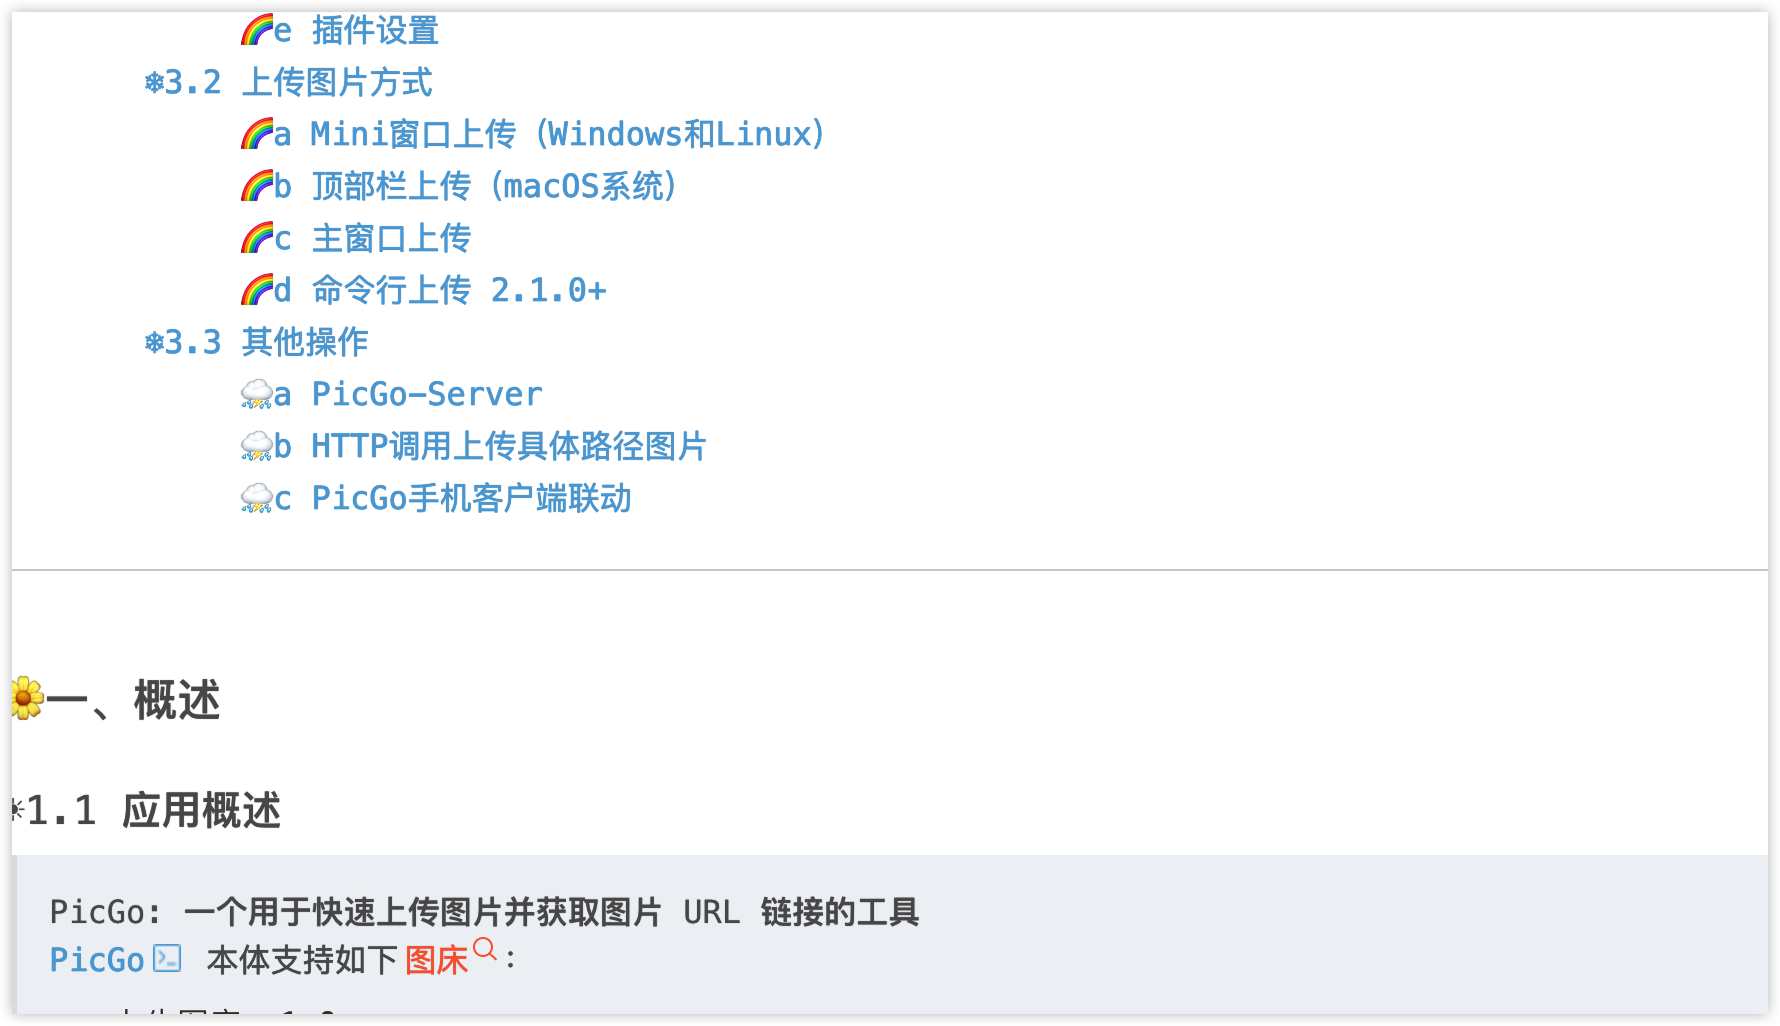 🌈e 插件设置
❄3.2 上传图片方式
🌈a Mini窗口上传（Windows和Linux）
🌈b 顶部栏上传（macOS系统）
🌈c 主窗口上传
🌈d 命令行上传 2.1.0+
❄3.3 其他操作
⛈a PicGo-Server
⛈b HTTP调用上传具体路径图片
⛈c PicGo手机客户端联动
🌼一、概述
☀1.1 应用概述
PicGo: 一个用于快速上传图片并获取图片 URL 链接的工具
PicGo 本体支持如下图床：